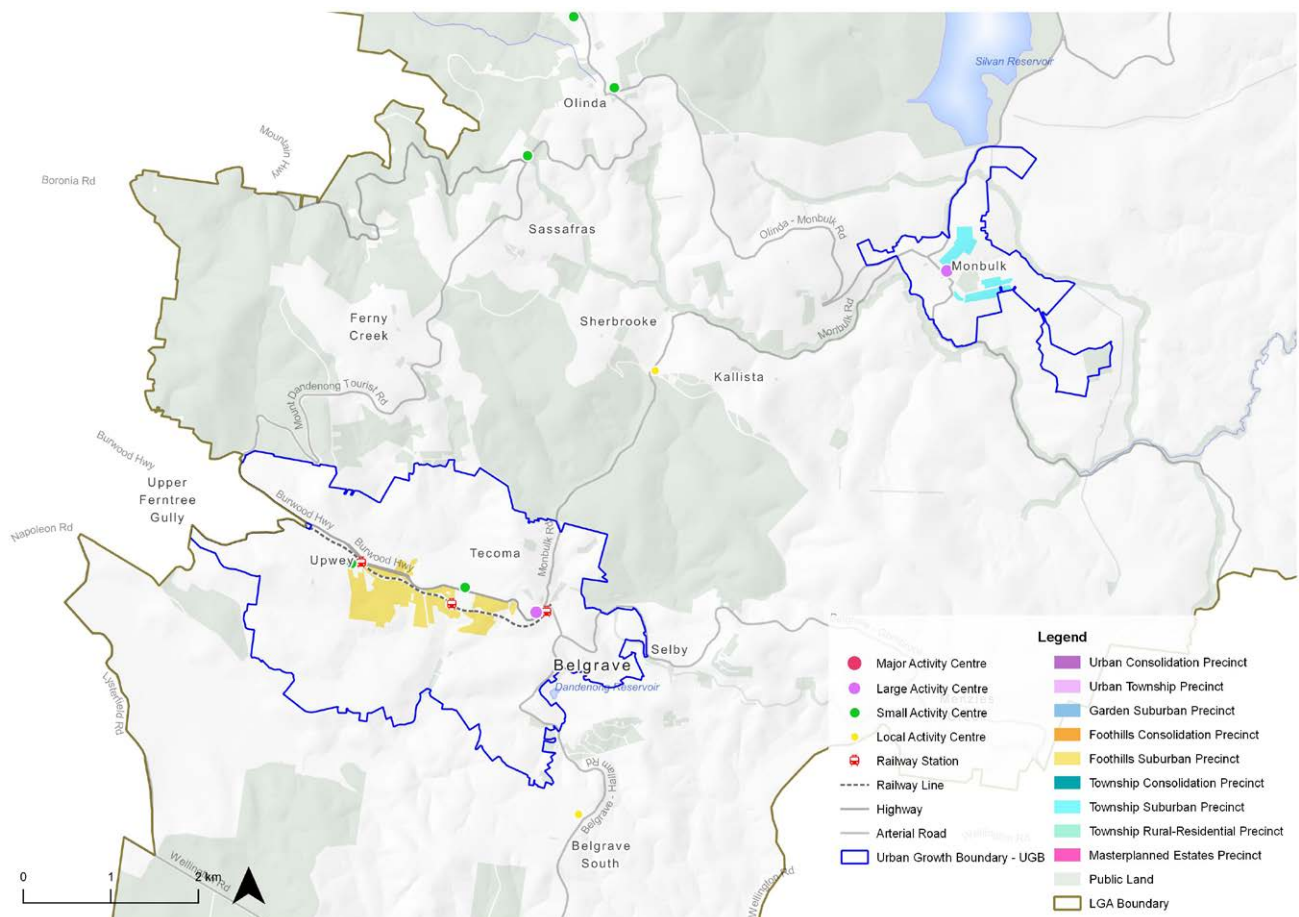 Silvan Reservoir
Olinda
Mountain
Hwy
Boronia Rd
Sassafras
Olinda - Monbulk Rd
Monbulk
Monbulk Rd
Ferny
Creek
Sherbrooke
Kallista
Mount Dandenong Tourist Rd
Burwood Hwy
Upper
Ferntree
Gully
Napoleon Rd
Burwood Hwy
Upwey
Burwood Hwy
Tecoma
Monbulk Rd
Selby
Belgrave
Dandenong Reservoir
Lysterfield Rd
Belgrave - Hallam Rd
Belgrave
South
Wellington Rd
Wellington Rd
0 1 2 km
Legend
Major Activity Centre
Large Activity Centre
Small Activity Centre
Local Activity Centre
Railway Station
Railway Line
Highway
Arterial Road
Urban Growth Boundary - UGB
Urban Consolidation Precinct
Urban Township Precinct
Garden Suburban Precinct
Foothills Consolidation Precinct
Foothills Suburban Precinct
Township Consolidation Precinct
Township Suburban Precinct
Township Rural-Residential Precinct
Masterplanned Estates Precinct
Public Land
LGA Boundary